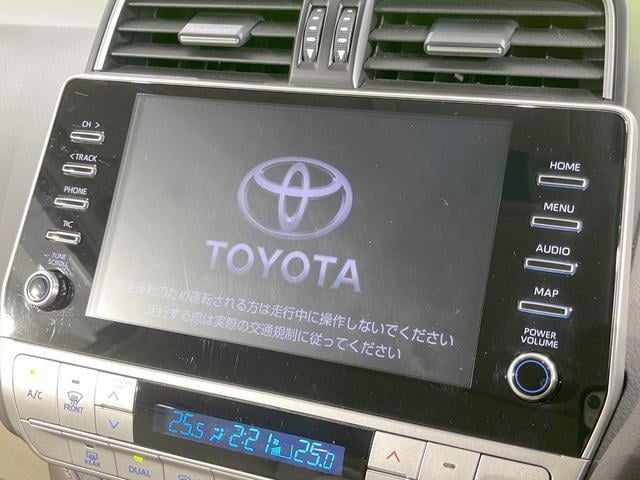 CH >
< TRACK
PHONE
T/C
TUNE
SCROLL
TOYOTA
安全運転のため運転される方は走行中に操作しないでください
走行する際は実際の交通規制に従ってください
HOME
MENU
AUDIO
MAP
POWER
VOLUME
A/C
FRONT
25.5 2:21 25.0
REAR
DUAL